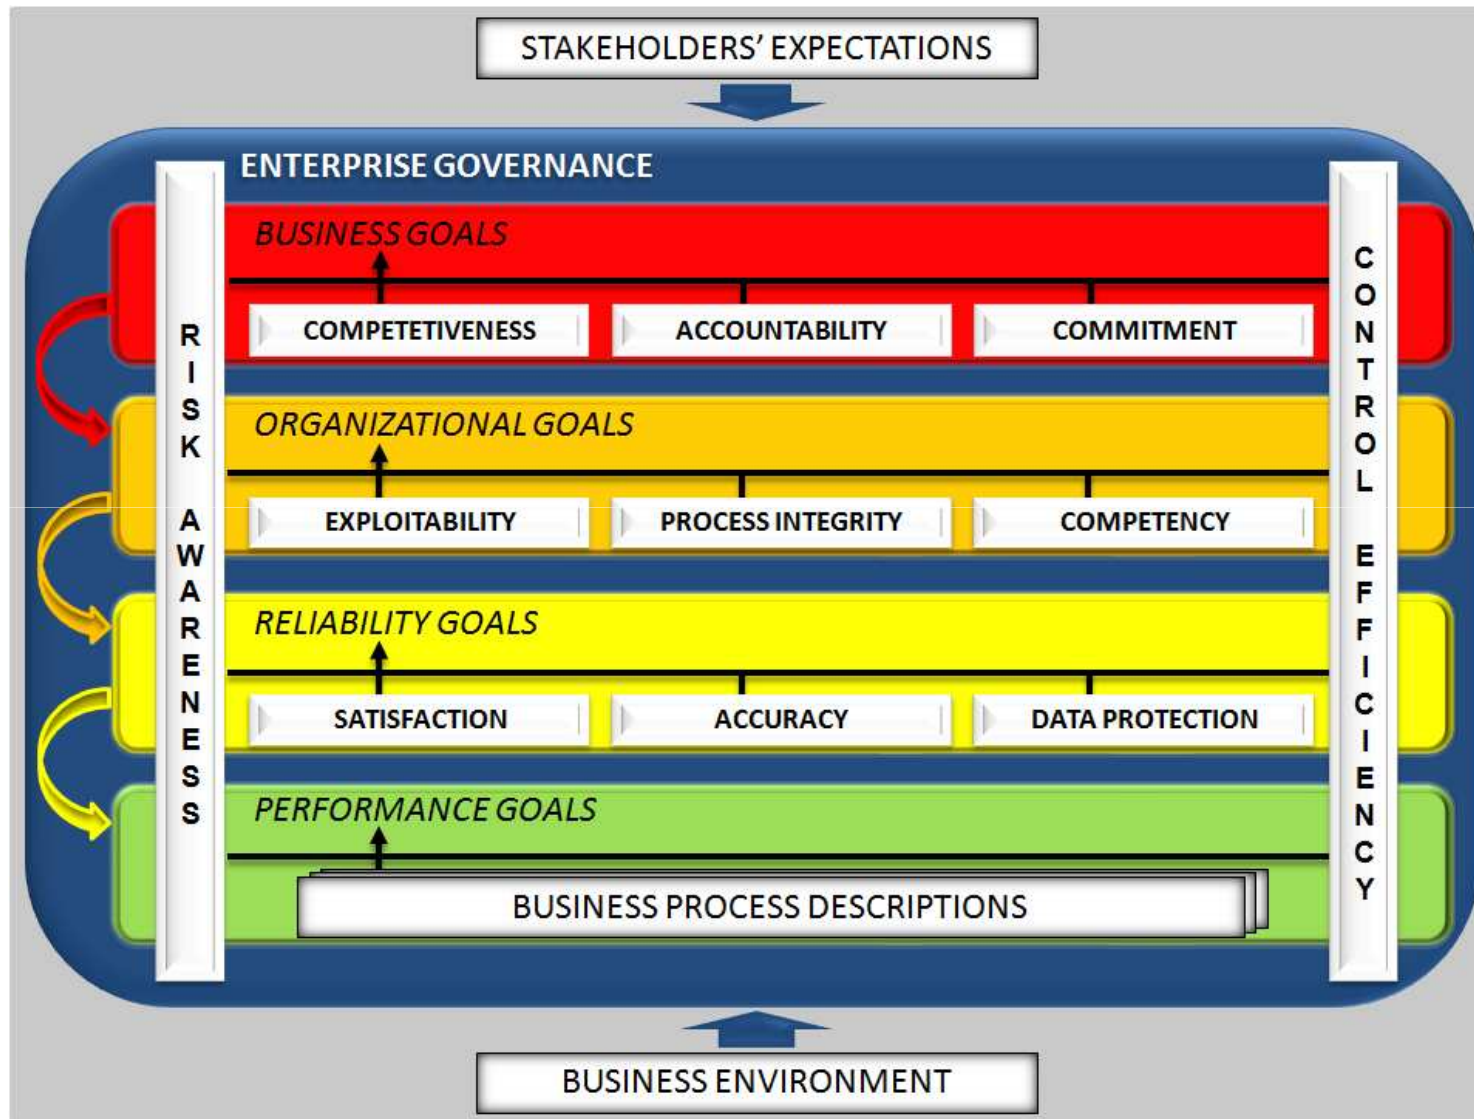 STAKEHOLDERS' EXPECTATIONS
ENTERPRISE GOVERNANCE
RISK AWARENESS
CONTROL EFFICIENCY
BUSINESS GOALS
COMPETETIVENESS
ACCOUNTABILITY
COMMITMENT
ORGANIZATIONAL GOALS
EXPLOITABILITY
PROCESS INTEGRITY
COMPETENCY
RELIABILITY GOALS
SATISFACTION
ACCURACY
DATA PROTECTION
PERFORMANCE GOALS
BUSINESS PROCESS DESCRIPTIONS
BUSINESS ENVIRONMENT